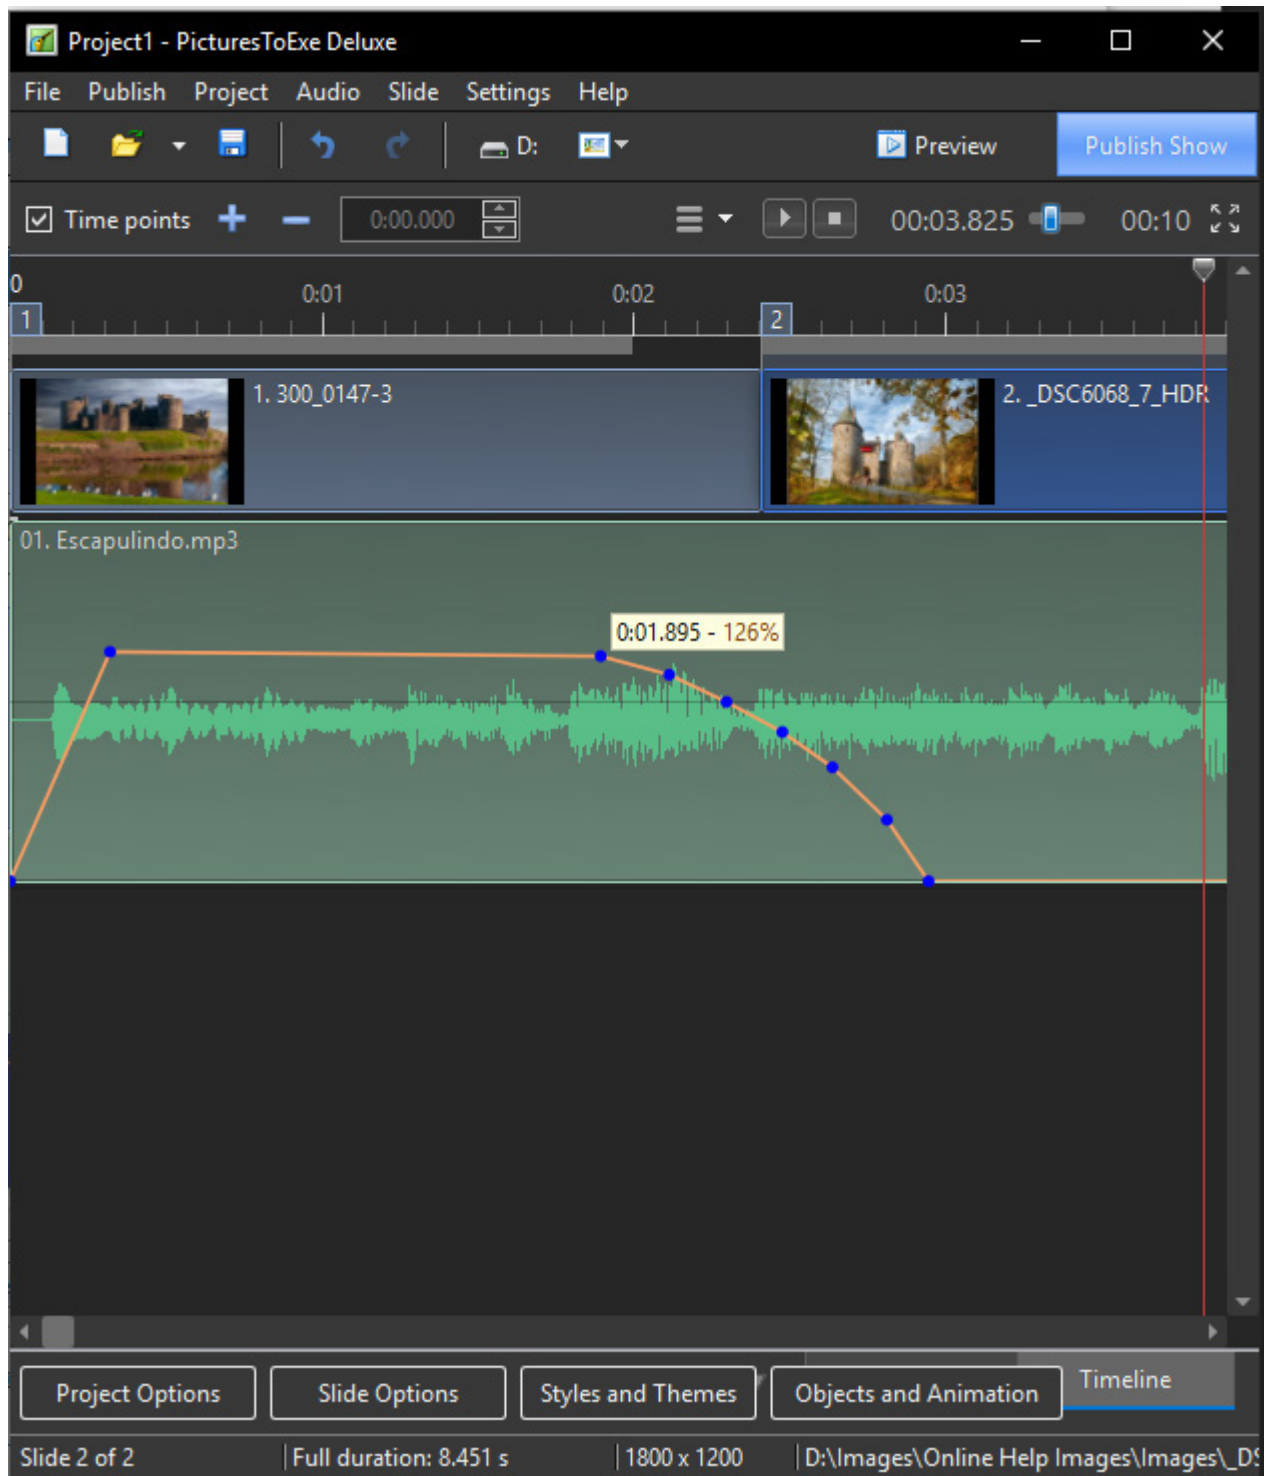 Project1 - PicturesToExe Deluxe
File Publish Project Audio Slide Settings Help
D: Preview Publish Show
Time points 0:00.000 00:03.825 00:10
0 0:01 0:02 0:03
1 2
1. 300_0147-3 2. _DSC6068_7_HDR
01. Escapulindo.mp3
0:01.895 - 126%
Project Options Slide Options Styles and Themes Objects and Animation Timeline
Slide 2 of 2 Full duration: 8.451 s 1800 x 1200 D:\Images\Online Help Images\Images\_DS